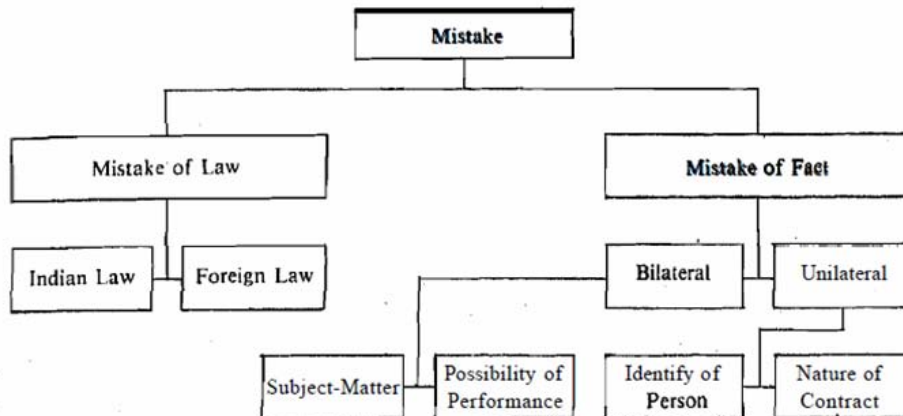 Mistake
Mistake of Law
Mistake of Fact
Indian Law
Foreign Law
Bilateral
Unilateral
Subject-Matter
Possibility of
Performance
Identify of
Person
Nature of
Contract